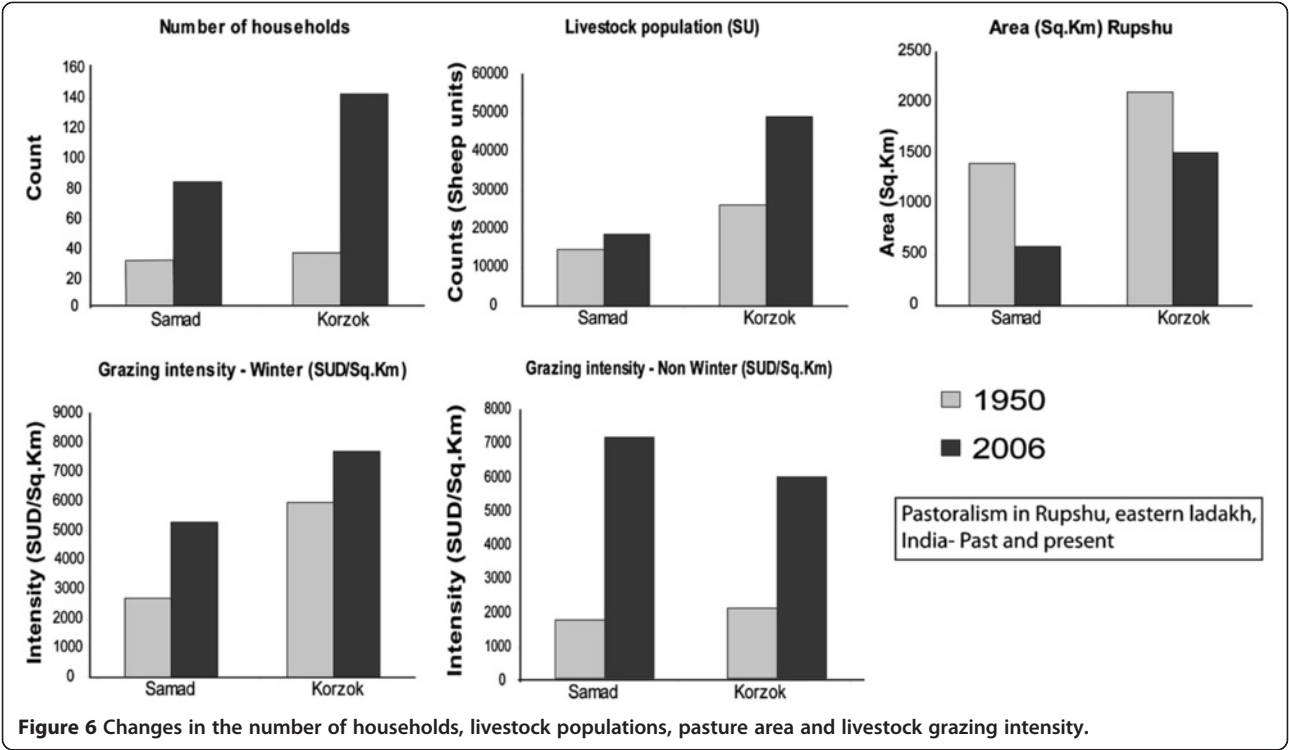 Number of households
Count
160
140
120
100
80
60
40
20
0
Samad
Korzok
Livestock population (SU)
Counts (Sheep units)
60000
50000
40000
30000
20000
10000
0
Samad
Korzok
Area (Sq.Km) Rupshu
Area (Sq.Km)
2500
2000
1500
1000
500
0
Samad
Korzok
Grazing intensity - Winter (SUD/Sq.Km)
Intensity (SUD/Sq.Km)
9000
8000
7000
6000
5000
4000
3000
2000
1000
0
Samad
Korzok
Grazing intensity - Non Winter (SUD/Sq.Km)
Intensity (SUD/Sq.Km)
8000
7000
6000
5000
4000
3000
2000
1000
0
Samad
Korzok
1950
2006
Pastoralism in Rupshu, eastern ladakh,
India- Past and present
Figure 6 Changes in the number of households, livestock populations, pasture area and livestock grazing intensity.